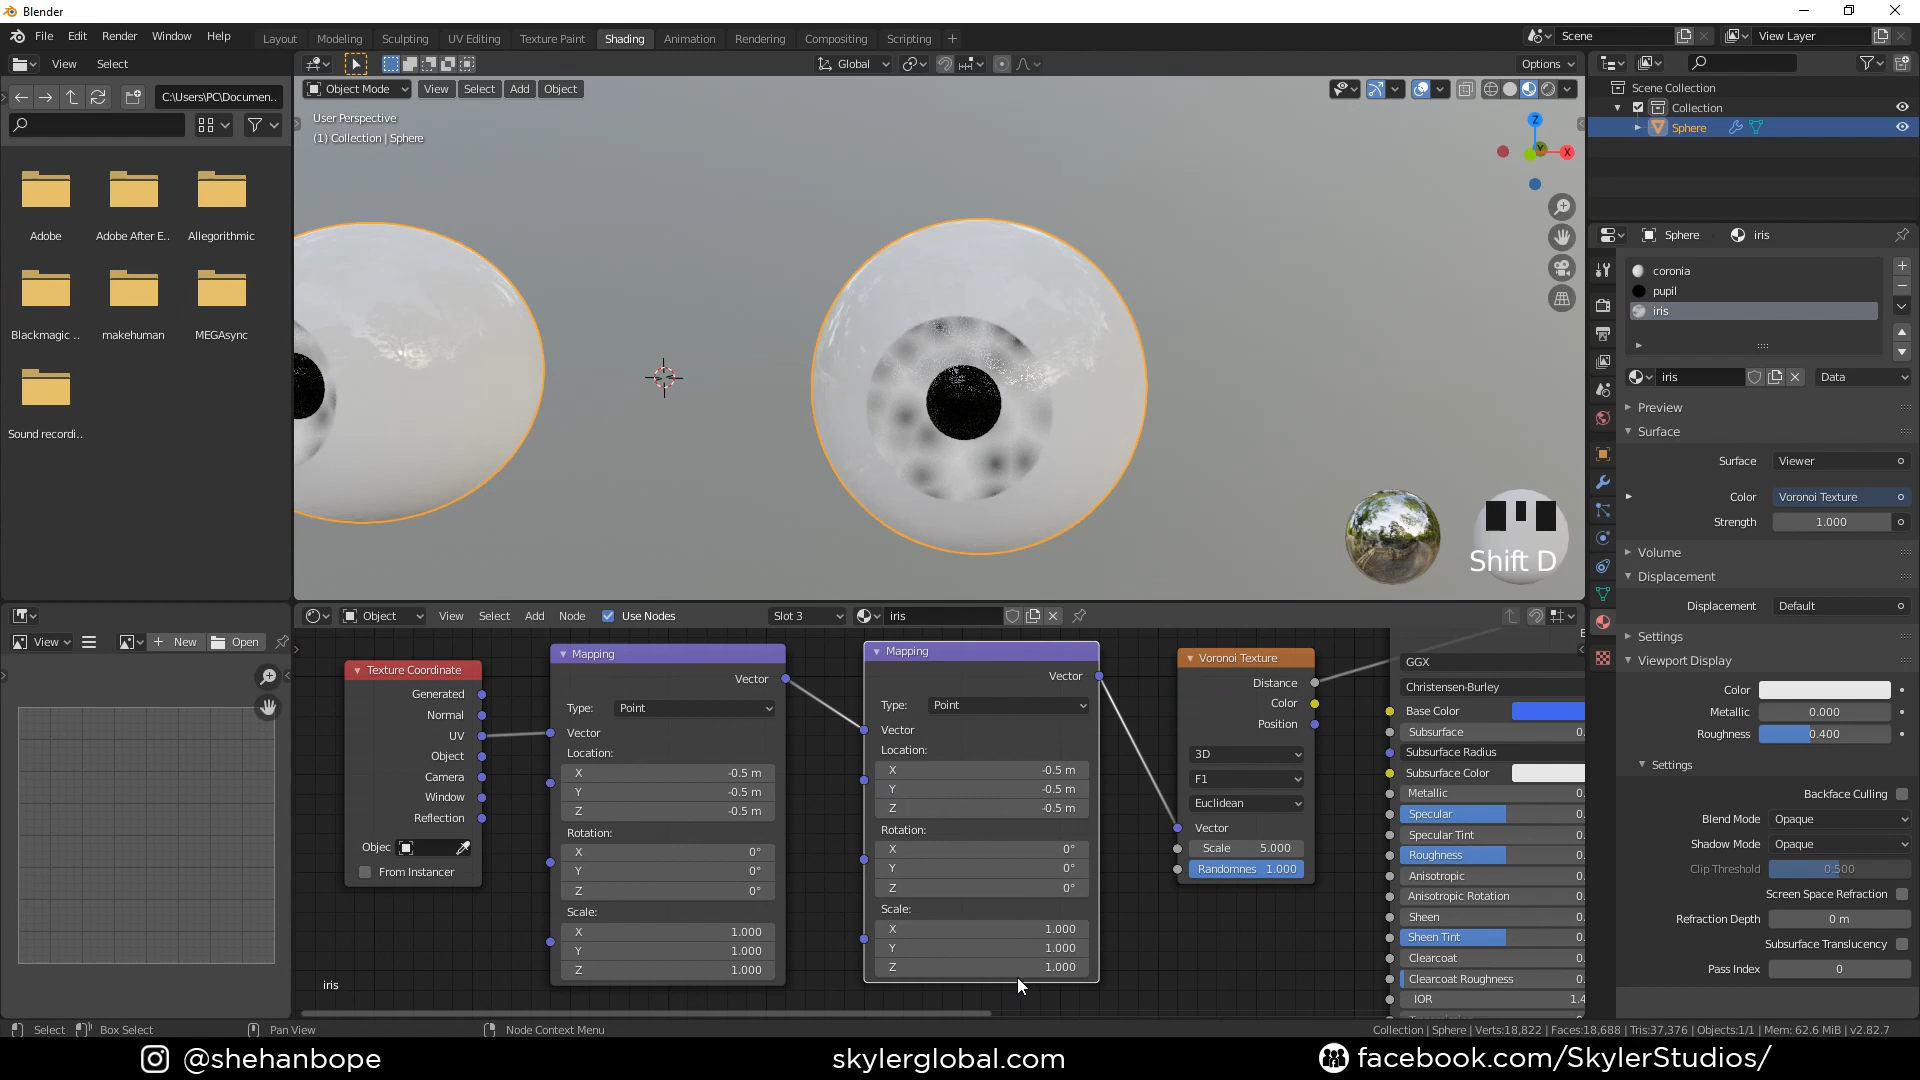 Blender
File Edit Render Window Help
Layout Modeling Sculpting UV Editing Texture Paint Shading Animation Rendering Compositing Scripting +
Scene View Layer
View Select
Global Options
C:\Users\PC\Documen..
Object Mode View Select Add Object
User Perspective
(1) Collection | Sphere
Z
Y
X
Scene Collection
Collection
Sphere
Adobe Adobe After E.. Allegorithmic
Blackmagic .. makehuman MEGAsync
Sound recordi..
Shift D
Sphere iris
coronia
pupil
iris
iris Data
Preview
Surface
Surface Viewer
Color Voronoi Texture
Strength 1.000
Volume
Displacement
Displacement Default
Settings
Viewport Display
Color
Metallic 0.000
Roughness 0.400
Settings
Backface Culling
Blend Mode Opaque
Shadow Mode Opaque
Clip Threshold 0.500
Screen Space Refraction
Refraction Depth 0 m
Subsurface Translucency
Pass Index 0
View + New Open
Object View Select Add Node Use Nodes Slot 3 iris
Texture Coordinate
Generated
Normal
UV
Object
Camera
Window
Reflection
Objec
From Instancer
Mapping
Vector
Type: Point
Vector
Location:
X -0.5 m
Y -0.5 m
Z -0.5 m
Rotation:
X 0°
Y 0°
Z 0°
Scale:
X 1.000
Y 1.000
Z 1.000
Mapping
Vector
Type: Point
Vector
Location:
X -0.5 m
Y -0.5 m
Z -0.5 m
Rotation:
X 0°
Y 0°
Z 0°
Scale:
X 1.000
Y 1.000
Z 1.000
Voronoi Texture
Distance
Color
Position
3D
F1
Euclidean
Vector
Scale 5.000
Randomnes 1.000
GGX
Christensen-Burley
Base Color
Subsurface 0.
Subsurface Radius
Subsurface Color
Metallic 0.
Specular 0.
Specular Tint 0.
Roughness 0.
Anisotropic 0.
Anisotropic Rotation 0.
Sheen 0.
Sheen Tint 0.
Clearcoat 0.
Clearcoat Roughness 0.
IOR 1.4
iris
Select Box Select Pan View Node Context Menu
Collection | Sphere | Verts:18,822 | Faces:18,688 | Tris:37,376 | Objects:1/1 | Mem: 62.6 MiB | v2.82.7
@shehanbope skylerglobal.com facebook.com/SkylerStudios/